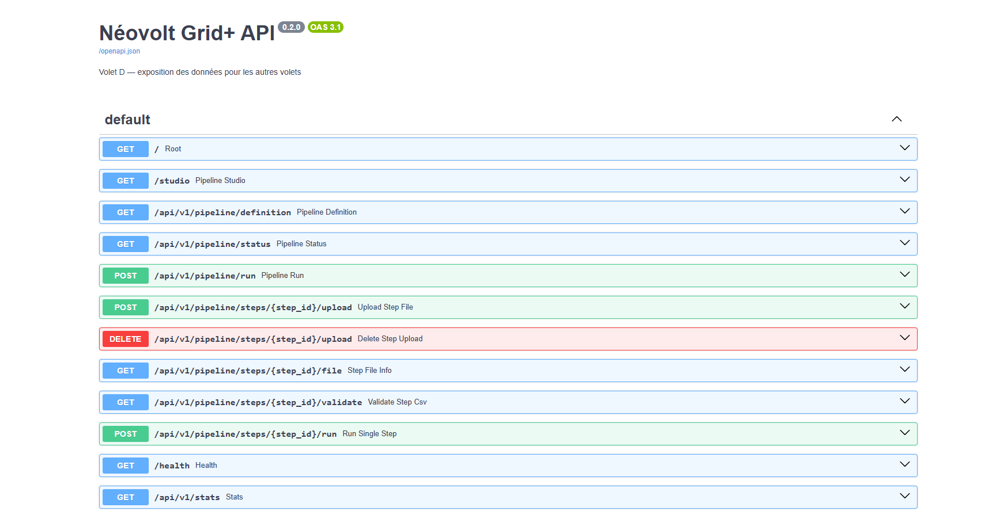 Néovolt Grid+ API 0.2.0 OAS 3.1
/openapi.json
Volet D — exposition des données pour les autres volets
default
GET / Root
GET /studio Pipeline Studio
GET /api/v1/pipeline/definition Pipeline Definition
GET /api/v1/pipeline/status Pipeline Status
POST /api/v1/pipeline/run Pipeline Run
POST /api/v1/pipeline/steps/{step_id}/upload Upload Step File
DELETE /api/v1/pipeline/steps/{step_id}/upload Delete Step Upload
GET /api/v1/pipeline/steps/{step_id}/file Step File Info
GET /api/v1/pipeline/steps/{step_id}/validate Validate Step Csv
POST /api/v1/pipeline/steps/{step_id}/run Run Single Step
GET /health Health
GET /api/v1/stats Stats